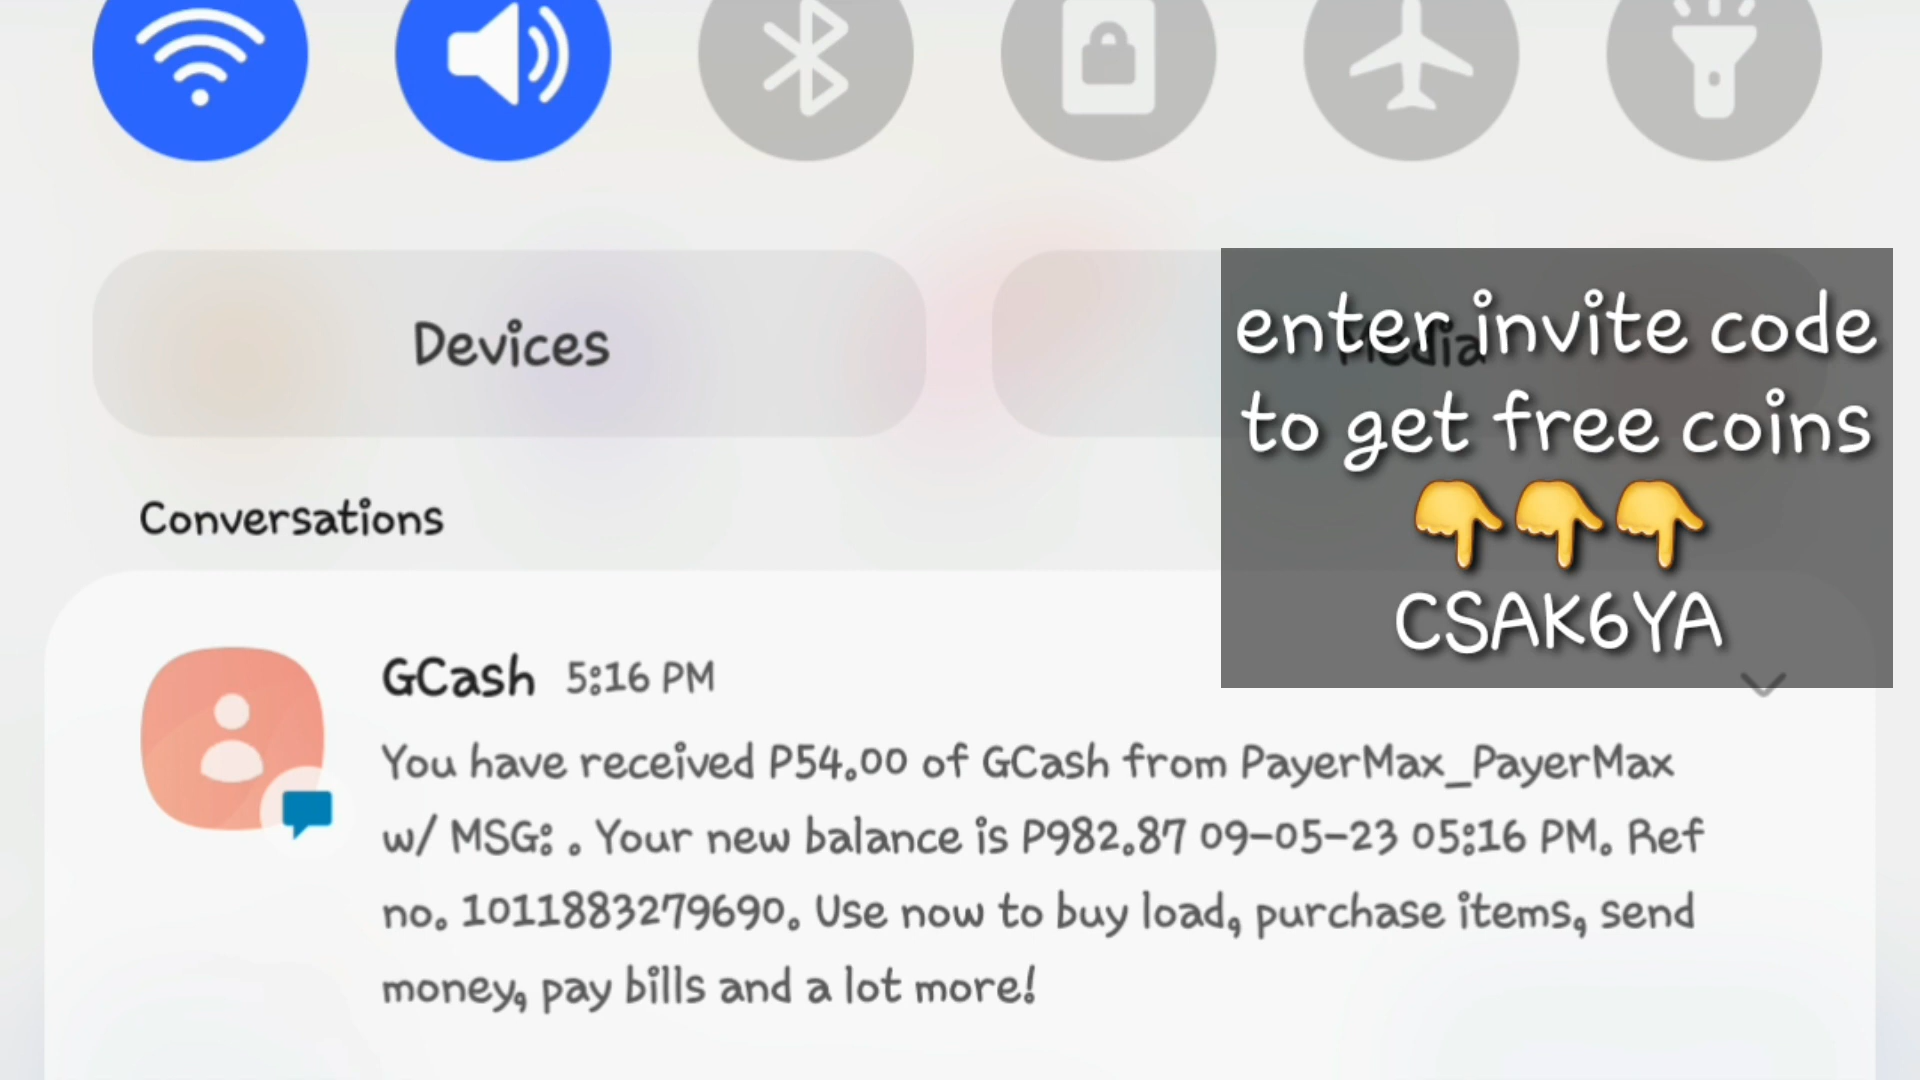 Devices
Media
enter invite code
to get free coins
👇👇👇
CSAK6YA
Conversations
GCash 5:16 PM
You have received P54.00 of GCash from PayerMax_PayerMax
w/ MSG: . Your new balance is P982.87 09-05-23 05:16 PM. Ref
no. 1011883279690. Use now to buy load, purchase items, send
money, pay bills and a lot more!